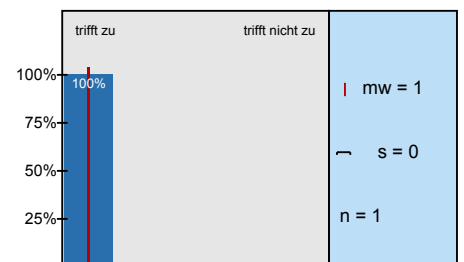 trifft zu trifft nicht zu
100%
100%
mw = 1
75%
s = 0
50%
25%
n = 1